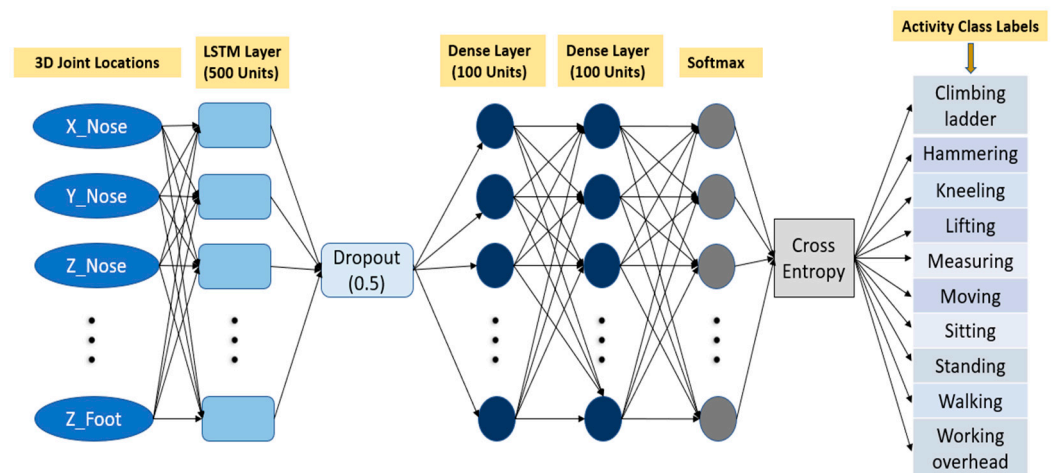 Activity Class Labels
3D Joint Locations
LSTM Layer
(500 Units)
Dense Layer
(100 Units)
Dense Layer
(100 Units)
Softmax
X_Nose
Y_Nose
Z_Nose
Z_Foot
Dropout
(0.5)
Cross
Entropy
Climbing
ladder
Hammering
Kneeling
Lifting
Measuring
Moving
Sitting
Standing
Walking
Working
overhead